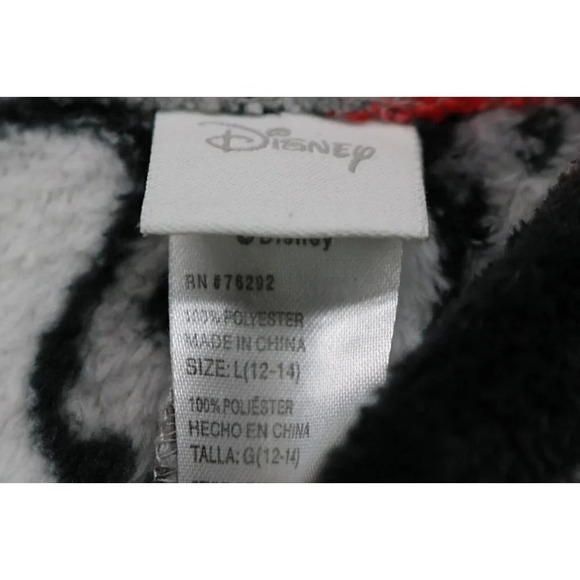 Disney
© Disney
RN #76292
100% POLYESTER
MADE IN CHINA
SIZE: L(12-14)
100% POLIÉSTER
HECHO EN CHINA
TALLA: G(12-14)